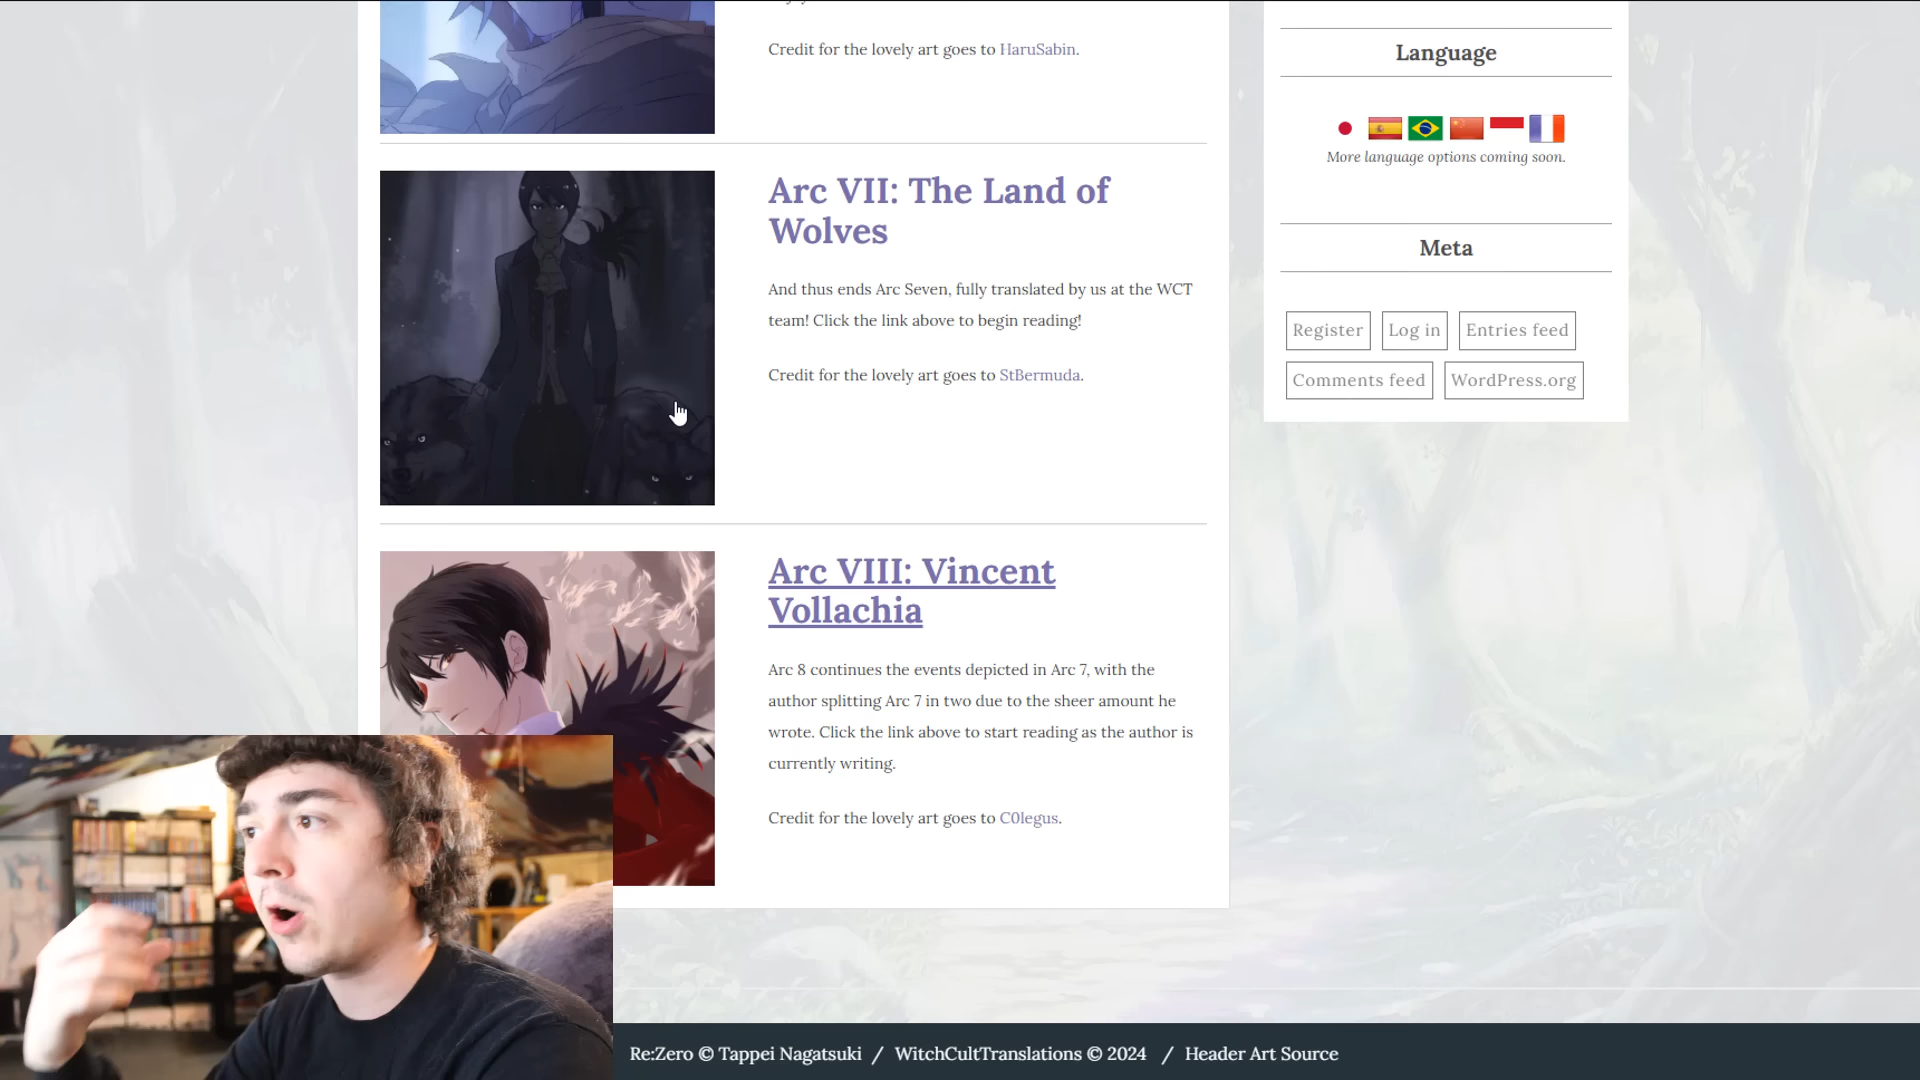 Credit for the lovely art goes to HaruSabin.
Arc VII: The Land of
Wolves
And thus ends Arc Seven, fully translated by us at the WCT
team! Click the link above to begin reading!
Credit for the lovely art goes to StBermuda.
Arc VIII: Vincent
Vollachia
Arc 8 continues the events depicted in Arc 7, with the
author splitting Arc 7 in two due to the sheer amount he
wrote. Click the link above to start reading as the author is
currently writing.
Credit for the lovely art goes to C0legus.
Language
More language options coming soon.
Meta
Register Log in Entries feed
Comments feed WordPress.org
Re:Zero © Tappei Nagatsuki / WitchCultTranslations © 2024 / Header Art Source